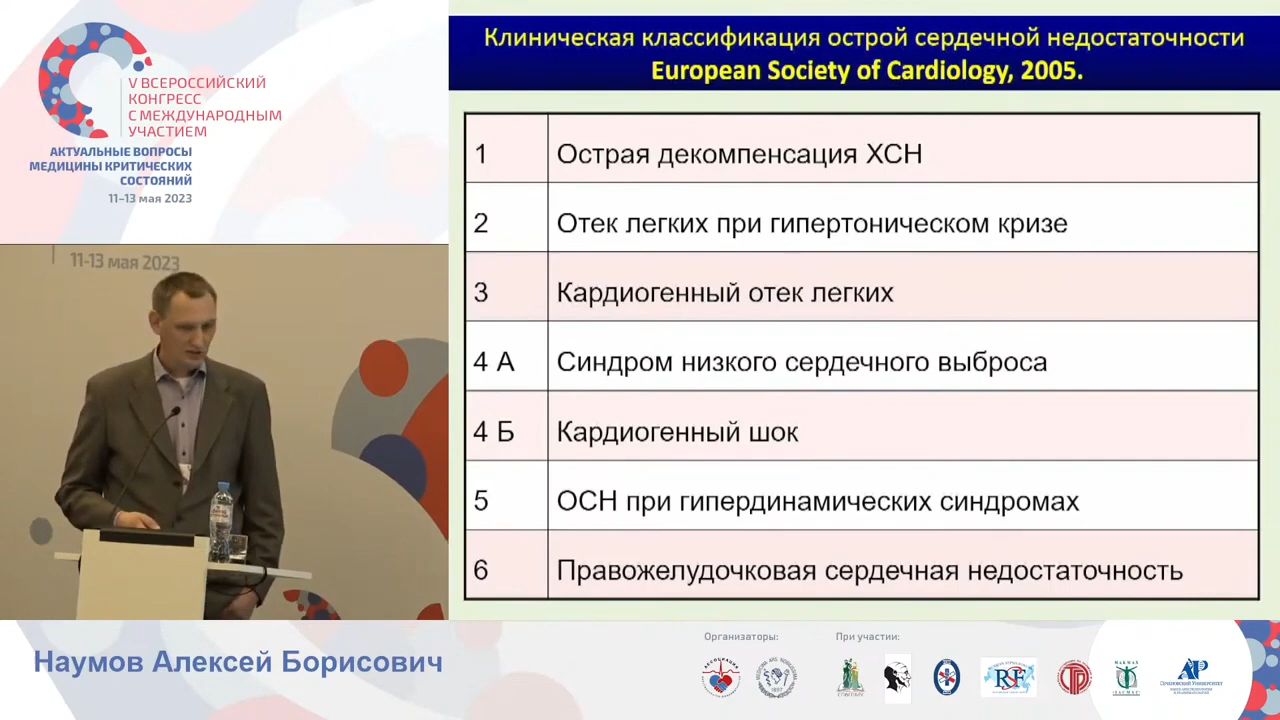 V ВСЕРОССИЙСКИЙ
КОНГРЕСС
С МЕЖДУНАРОДНЫМ
УЧАСТИЕМ
АКТУАЛЬНЫЕ ВОПРОСЫ
МЕДИЦИНЫ КРИТИЧЕСКИХ
СОСТОЯНИЙ
11–13 мая 2023
11-13 мая 2023
Клиническая классификация острой сердечной недостаточности
European Society of Cardiology, 2005.
1 Острая декомпенсация ХСН
2 Отек легких при гипертоническом кризе
3 Кардиогенный отек легких
4 А Синдром низкого сердечного выброса
4 Б Кардиогенный шок
5 ОСН при гипердинамических синдромах
6 Правожелудочковая сердечная недостаточность
Наумов Алексей Борисович
Организаторы:
При участии: